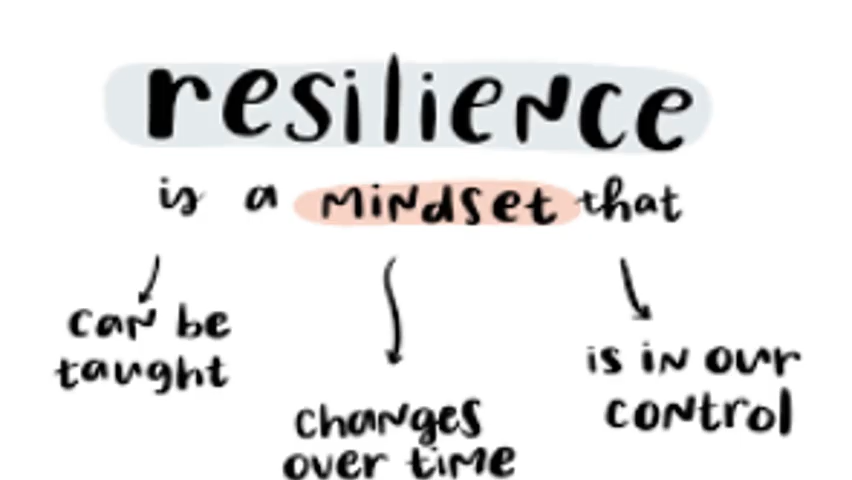 resilience
is a mindset that
can be
taught
changes
over time
is in our
control